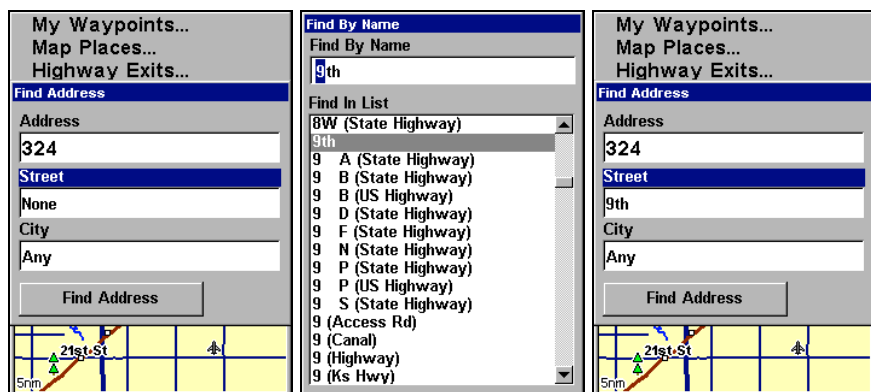 My Waypoints...
Map Places...
Highway Exits...
Find Address
Address
324
Street
None
City
Any
Find Address
21st St
5nm
Find By Name
Find By Name
9th
Find In List
8W (State Highway)
9th
9 A (State Highway)
9 B (State Highway)
9 B (US Highway)
9 D (State Highway)
9 F (State Highway)
9 N (State Highway)
9 P (State Highway)
9 P (US Highway)
9 S (State Highway)
9 (Access Rd)
9 (Canal)
9 (Highway)
9 (Ks Hwy)
My Waypoints...
Map Places...
Highway Exits...
Find Address
Address
324
Street
9th
City
Any
Find Address
21st St
5nm